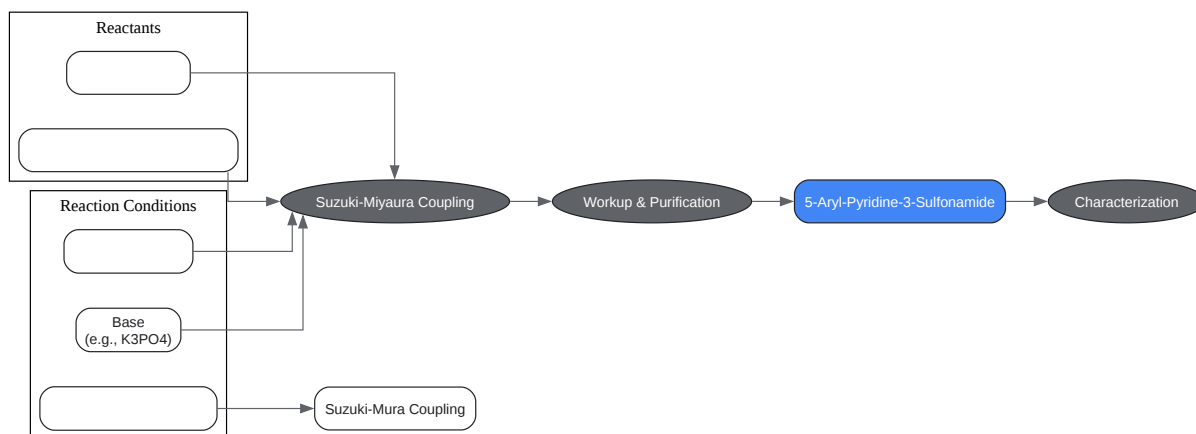 Reactants
Suzuki-Miyaura Coupling
Workup & Purification
5-Aryl-Pyridine-3-Sulfonamide
Characterization
Reaction Conditions
Base
(e.g., K3PO4)
Suzuki-Mura Coupling